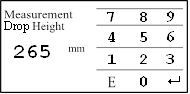 Measurement
Drop Height
265 mm
7 8 9
4 5 6
1 2 3
E 0 ↵